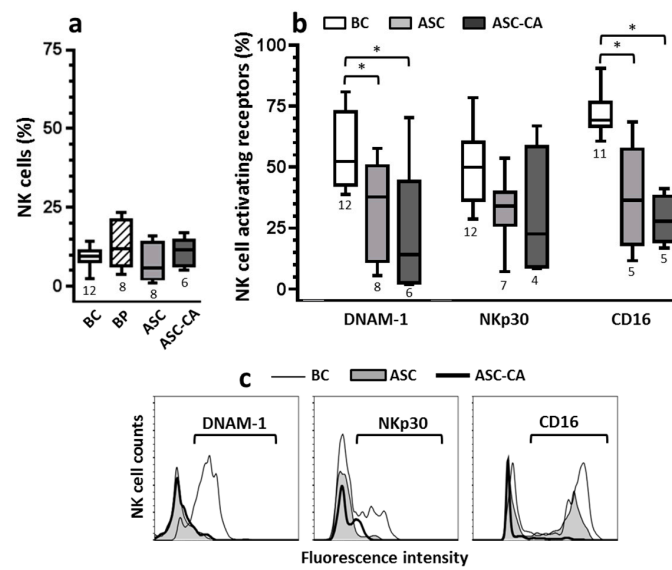 a
NK cells (%)
75
50
25
0
12
8
8
6
BC
BP
ASC
ASC-CA
b
BC
ASC
ASC-CA
NK cell activating receptors (%)
100
75
50
25
0
*
*
*
*
12
8
6
12
7
4
11
5
5
DNAM-1
NKp30
CD16
c
BC
ASC
ASC-CA
NK cell counts
DNAM-1
NKp30
CD16
Fluorescence intensity